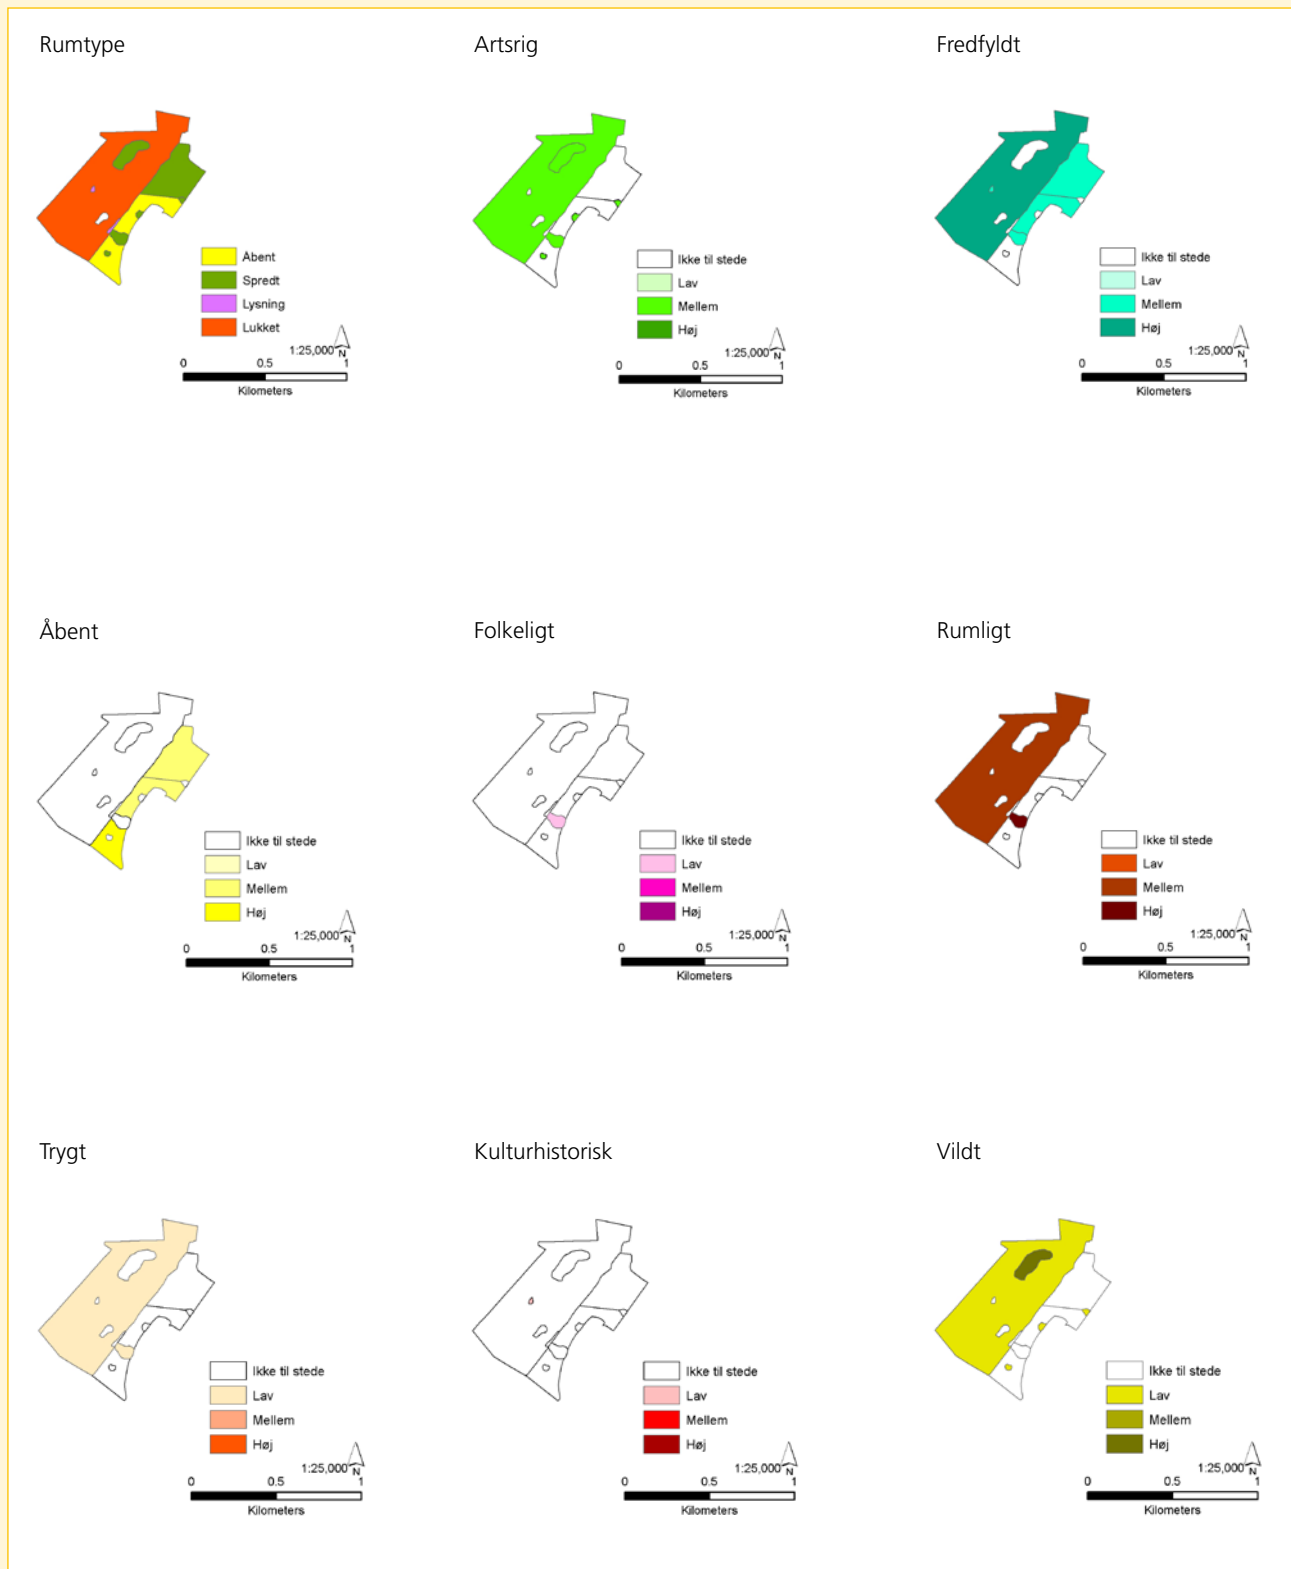 Rumtype
Abent
Spredt
Lysning
Lukket
1:25,000
N
0 0.5 1
Kilometers
Artsrig
Ikke til stede
Lav
Mellem
Høj
1:25,000
N
0 0.5 1
Kilometers
Fredfyldt
Ikke til stede
Lav
Mellem
Høj
1:25,000
N
0 0.5 1
Kilometers
Åbent
Ikke til stede
Lav
Mellem
Høj
1:25,000
N
0 0.5 1
Kilometers
Folkeligt
Ikke til stede
Lav
Mellem
Høj
1:25,000
N
0 0.5 1
Kilometers
Rumligt
Ikke til stede
Lav
Mellem
Høj
1:25,000
N
0 0.5 1
Kilometers
Trygt
Ikke til stede
Lav
Mellem
Høj
1:25,000
N
0 0.5 1
Kilometers
Kulturhistorisk
Ikke til stede
Lav
Mellem
Høj
1:25,000
N
0 0.5 1
Kilometers
Vildt
Ikke til stede
Lav
Mellem
Høj
1:25,000
N
0 0.5 1
Kilometers